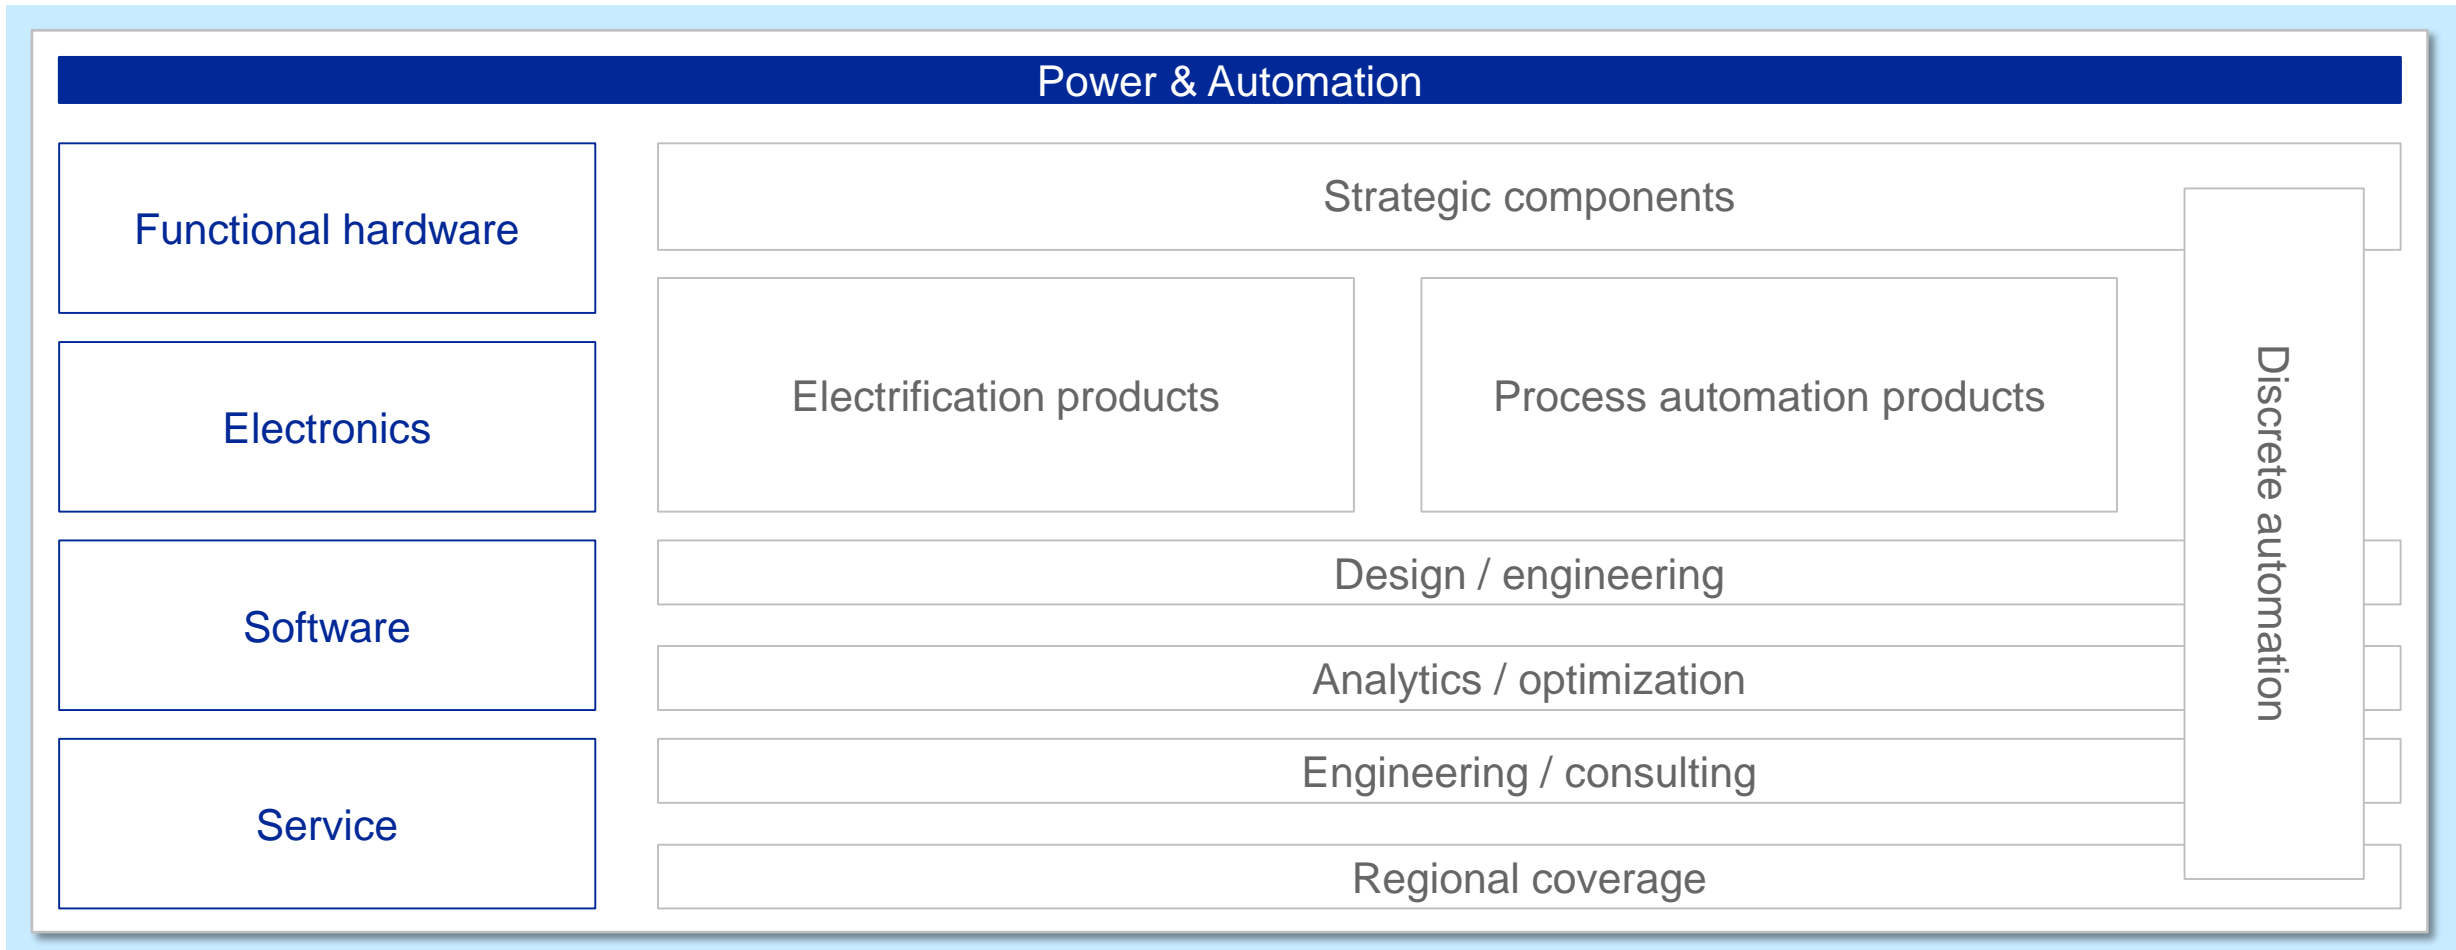 Power & Automation
Functional hardware
Strategic components
Electrification products
Process automation products
Discrete automation
Electronics
Software
Design / engineering
Analytics / optimization
Service
Engineering / consulting
Regional coverage